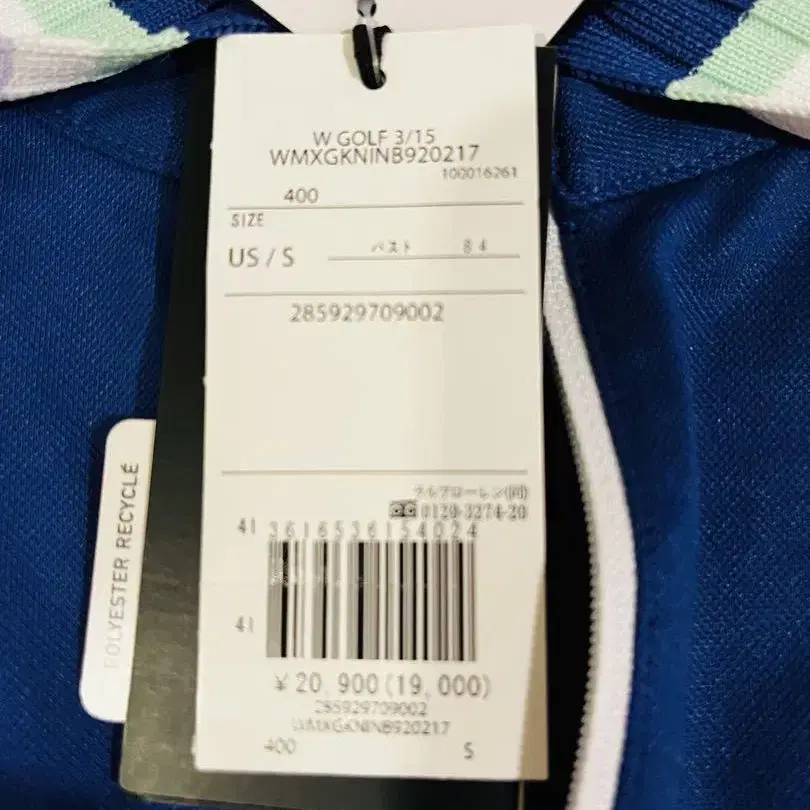 W GOLF 3/15
WMXGKNINB920217
100016261
400
SIZE
US / S バスト 84
285929709002
ラルフローレン(同)
0120-3274-20
41
3616536154024
41
¥20,900(19,000)
285929709002
WMXGKNINB920217
400 S
POLYESTER RECYCLÉ